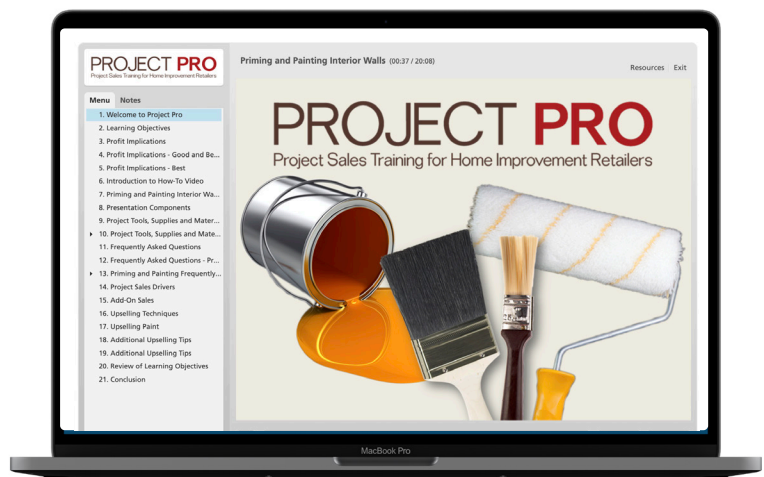 PROJECT PRO
Project Sales Training for Home Improvement Retailers
Priming and Painting Interior Walls (00:37 / 20:08)
Resources Exit
Menu Notes
1. Welcome to Project Pro
2. Learning Objectives
3. Profit Implications
4. Profit Implications - Good and Be...
5. Profit Implications - Best
6. Introduction to How-To Video
7. Priming and Painting Interior Wa...
8. Presentation Components
9. Project Tools, Supplies and Mater...
10. Project Tools, Supplies and Mate...
11. Frequently Asked Questions
12. Frequently Asked Questions - Pr...
13. Priming and Painting Frequently...
14. Project Sales Drivers
15. Add-On Sales
16. Upselling Techniques
17. Upselling Paint
18. Additional Upselling Tips
19. Additional Upselling Tips
20. Review of Learning Objectives
21. Conclusion
PROJECT PRO
Project Sales Training for Home Improvement Retailers
MacBook Pro